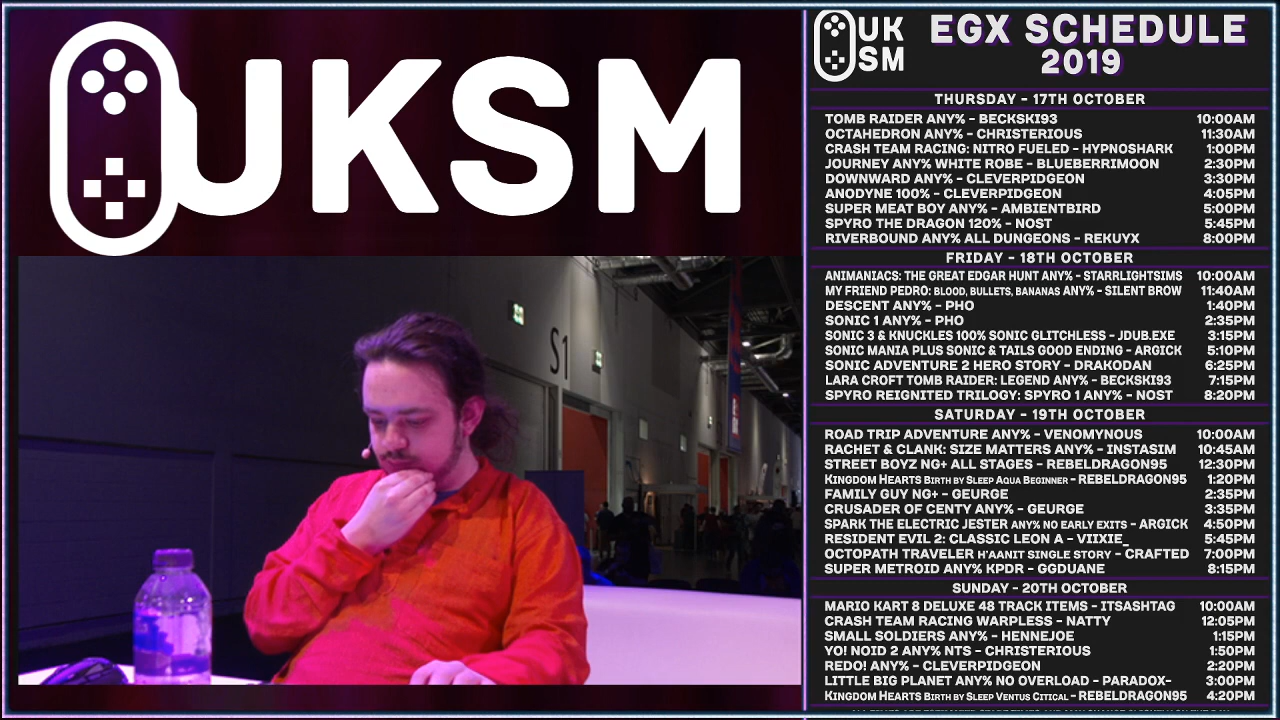 UKSM
S1
UK
SM
EGX SCHEDULE
2019
THURSDAY - 17TH OCTOBER
TOMB RAIDER ANY% - BECKSKI93 10:00AM
OCTAHEDRON ANY% - CHRISTERIOUS 11:30AM
CRASH TEAM RACING: NITRO FUELED - HYPNOSHARK 1:00PM
JOURNEY ANY% WHITE ROBE - BLUEBERRIMOON 2:30PM
DOWNWARD ANY% - CLEVERPIDGEON 3:30PM
ANODYNE 100% - CLEVERPIDGEON 4:05PM
SUPER MEAT BOY ANY% - AMBIENTBIRD 5:00PM
SPYRO THE DRAGON 120% - NOST 5:45PM
RIVERBOUND ANY% ALL DUNGEONS - REKUYX 8:00PM
FRIDAY - 18TH OCTOBER
ANIMANIACS: THE GREAT EDGAR HUNT ANY% - STARRLIGHTSIMS 10:00AM
MY FRIEND PEDRO: BLOOD, BULLETS, BANANAS ANY% - SILENT BROW 11:40AM
DESCENT ANY% - PHO 1:40PM
SONIC 1 ANY% - PHO 2:35PM
SONIC 3 & KNUCKLES 100% SONIC GLITCHLESS - JDUB.EXE 3:15PM
SONIC MANIA PLUS SONIC & TAILS GOOD ENDING - ARGICK 5:10PM
SONIC ADVENTURE 2 HERO STORY - DRAKODAN 6:25PM
LARA CROFT TOMB RAIDER: LEGEND ANY% - BECKSKI93 7:15PM
SPYRO REIGNITED TRILOGY: SPYRO 1 ANY% - NOST 8:20PM
SATURDAY - 19TH OCTOBER
ROAD TRIP ADVENTURE ANY% - VENOMYNOUS 10:00AM
RACHET & CLANK: SIZE MATTERS ANY% - INSTASIM 10:45AM
STREET BOYZ NG+ ALL STAGES - REBELDRAGON95 12:30PM
KINGDOM HEARTS BIRTH BY SLEEP AQUA BEGINNER - REBELDRAGON95 1:20PM
FAMILY GUY NG+ - GEURGE 2:35PM
CRUSADER OF CENTY ANY% - GEURGE 3:35PM
SPARK THE ELECTRIC JESTER ANY% NO EARLY EXITS - ARGICK 4:50PM
RESIDENT EVIL 2: CLASSIC LEON A - VIIXIE_ 5:45PM
OCTOPATH TRAVELER H'AANIT SINGLE STORY - CRAFTED 7:00PM
SUPER METROID ANY% KPDR - GGDUANE 8:15PM
SUNDAY - 20TH OCTOBER
MARIO KART 8 DELUXE 48 TRACK ITEMS - ITSASHTAG 10:00AM
CRASH TEAM RACING WARPLESS - NATTY 12:05PM
SMALL SOLDIERS ANY% - HENNEJOE 1:15PM
YO! NOID 2 ANY% NTS - CHRISTERIOUS 1:50PM
REDO! ANY% - CLEVERPIDGEON 2:20PM
LITTLE BIG PLANET ANY% NO OVERLOAD - PARADOX- 3:00PM
KINGDOM HEARTS BIRTH BY SLEEP VENTUS CITICAL - REBELDRAGON95 4:20PM